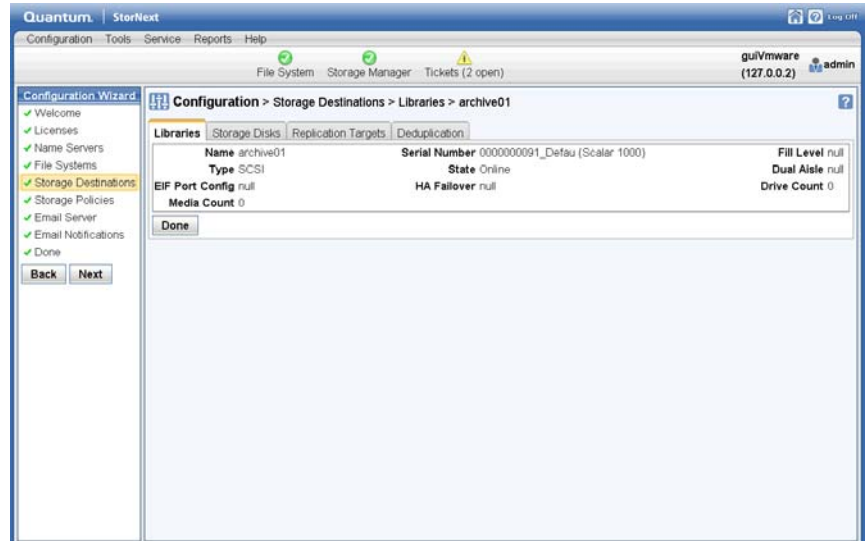 Quantum. StorNext
Log Off
Configuration Tools Service Reports Help
File System Storage Manager Tickets (2 open)
guiVmware
(127.0.0.2)
admin
Configuration Wizard
Welcome
Licenses
Name Servers
File Systems
Storage Destinations
Storage Policies
Email Server
Email Notifications
Done
Back Next
Configuration > Storage Destinations > Libraries > archive01
?
Libraries Storage Disks Replication Targets Deduplication
Name archive01 Serial Number 0000000091_Defau (Scalar 1000) Fill Level null
Type SCSI State Online Dual Aisle null
EIF Port Config null HA Failover null Drive Count 0
Media Count 0
Done